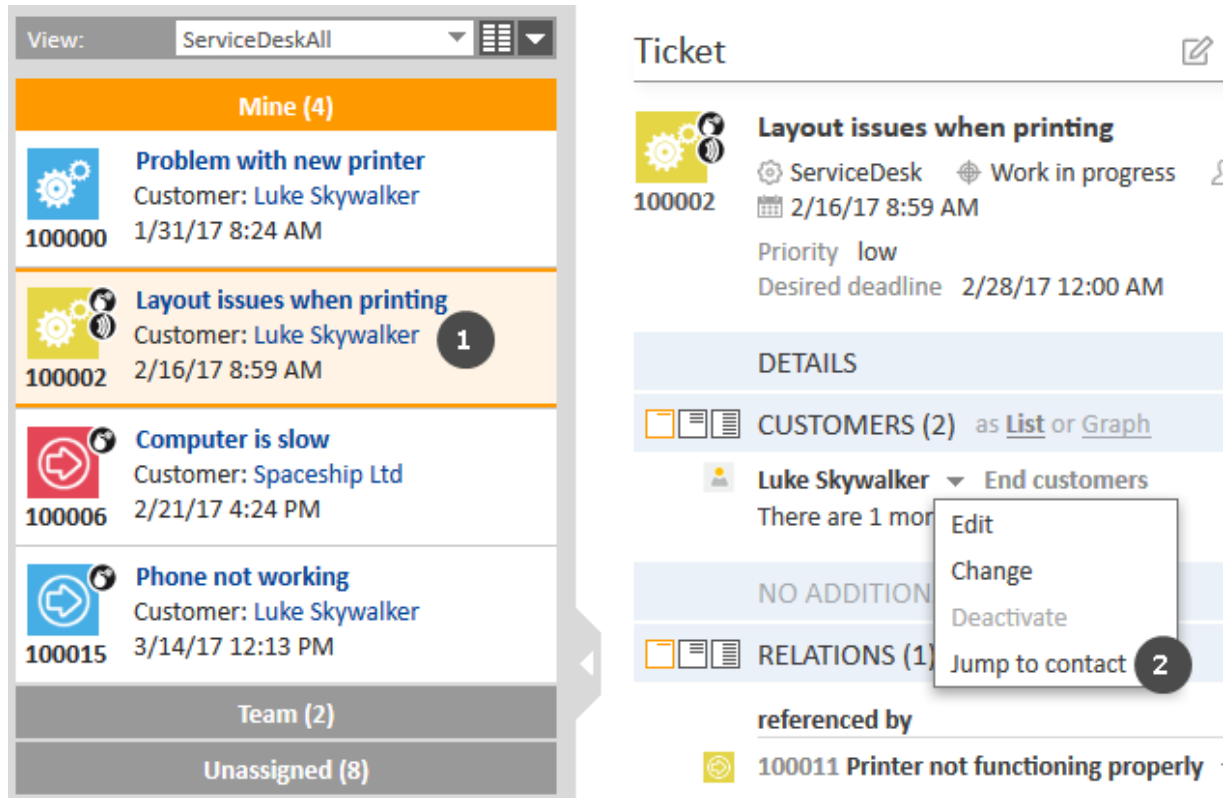 View: ServiceDeskAll
Mine (4)
Problem with new printer
Customer: Luke Skywalker
100000 1/31/17 8:24 AM
Layout issues when printing
Customer: Luke Skywalker 1
100002 2/16/17 8:59 AM
Computer is slow
Customer: Spaceship Ltd
100006 2/21/17 4:24 PM
Phone not working
Customer: Luke Skywalker
100015 3/14/17 12:13 PM
Team (2)
Unassigned (8)
Ticket
Layout issues when printing
ServiceDesk Work in progress
100002 2/16/17 8:59 AM
Priority low
Desired deadline 2/28/17 12:00 AM
DETAILS
CUSTOMERS (2) as List or Graph
Luke Skywalker End customers
There are 1 mor
Edit
Change
Deactivate
Jump to contact 2
NO ADDITION
RELATIONS (1)
referenced by
100011 Printer not functioning properly